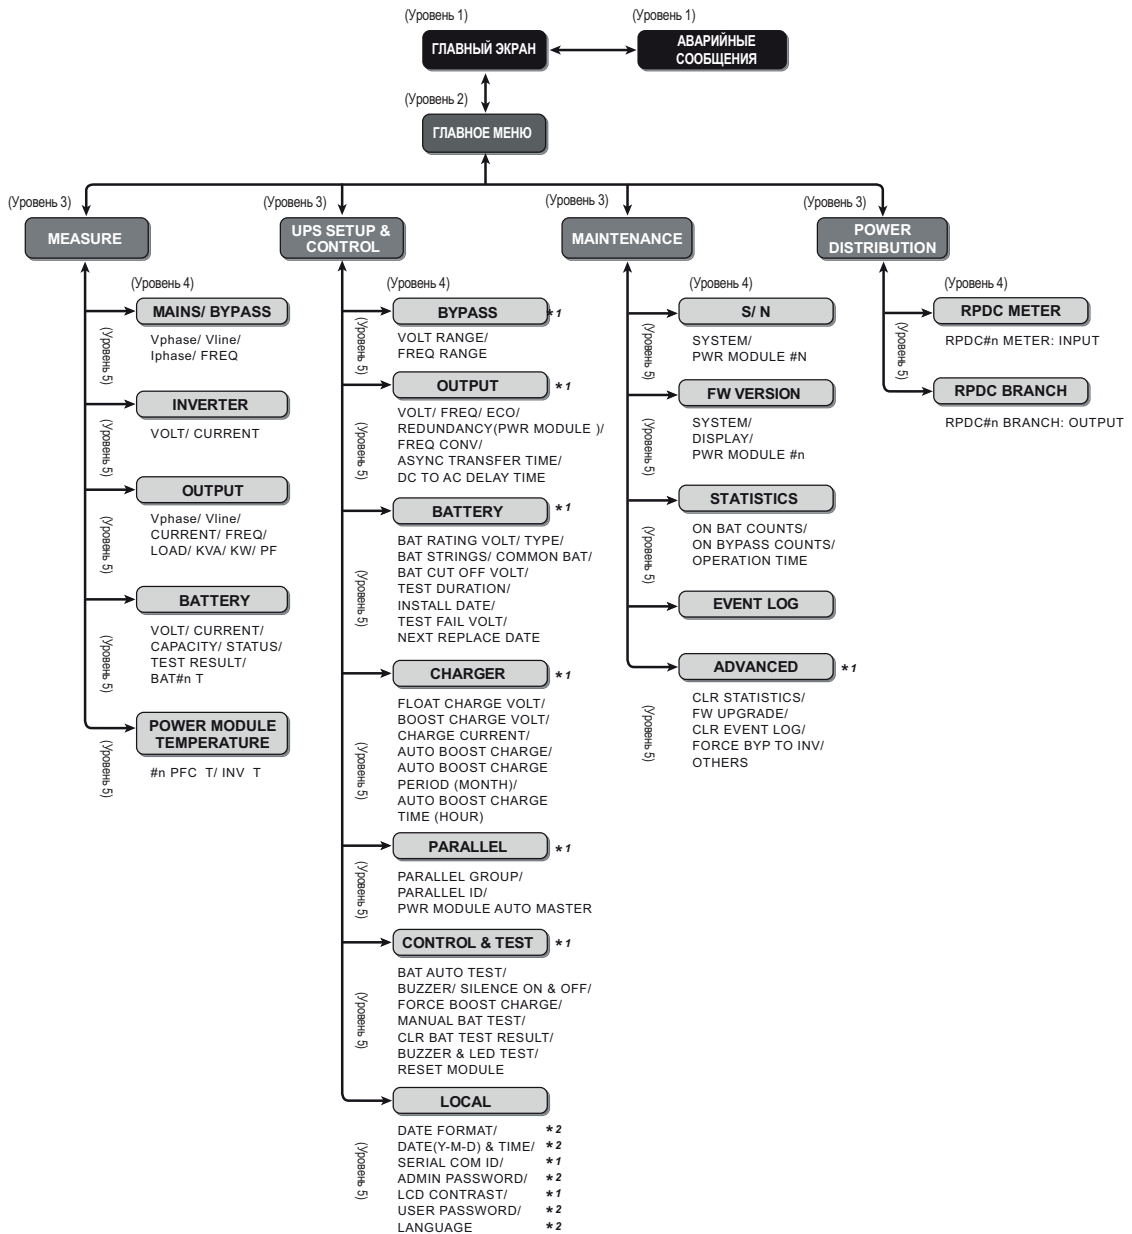 (Уровень 1)
ГЛАВНЫЙ ЭКРАН
(Уровень 1)
АВАРИЙНЫЕ
СООБЩЕНИЯ
(Уровень 2)
ГЛАВНОЕ МЕНЮ
(Уровень 3)
MEASURE
(Уровень 4)
MAINS/ BYPASS
(Уровень 5)
Vphase/ Vline/
Iphase/ FREQ
INVERTER
(Уровень 5)
VOLT/ CURRENT
OUTPUT
(Уровень 5)
Vphase/ Vline/
CURRENT/ FREQ/
LOAD/ KVA/ KW/ PF
BATTERY
(Уровень 5)
VOLT/ CURRENT/
CAPACITY/ STATUS/
TEST RESULT/
BAT#n T
POWER MODULE
TEMPERATURE
(Уровень 5)
#n PFC T/ INV T
(Уровень 3)
UPS SETUP &
CONTROL
(Уровень 4)
BYPASS *1
(Уровень 5)
VOLT RANGE/
FREQ RANGE
OUTPUT *1
(Уровень 5)
VOLT/ FREQ/ ECO/
REDUNDANCY(PWR MODULE )/
FREQ CONV/
ASYNC TRANSFER TIME/
DC TO AC DELAY TIME
BATTERY *1
(Уровень 5)
BAT RATING VOLT/ TYPE/
BAT STRINGS/ COMMON BAT/
BAT CUT OFF VOLT/
TEST DURATION/
INSTALL DATE/
TEST FAIL VOLT/
NEXT REPLACE DATE
CHARGER *1
(Уровень 5)
FLOAT CHARGE VOLT/
BOOST CHARGE VOLT/
CHARGE CURRENT/
AUTO BOOST CHARGE/
AUTO BOOST CHARGE
PERIOD (MONTH)/
AUTO BOOST CHARGE
TIME (HOUR)
PARALLEL *1
(Уровень 5)
PARALLEL GROUP/
PARALLEL ID/
PWR MODULE AUTO MASTER
CONTROL & TEST *1
(Уровень 5)
BAT AUTO TEST/
BUZZER/ SILENCE ON & OFF/
FORCE BOOST CHARGE/
MANUAL BAT TEST/
CLR BAT TEST RESULT/
BUZZER & LED TEST/
RESET MODULE
LOCAL
(Уровень 5)
DATE FORMAT/ *2
DATE(Y-M-D) & TIME/ *2
SERIAL COM ID/ *1
ADMIN PASSWORD/ *2
LCD CONTRAST/ *1
USER PASSWORD/ *2
LANGUAGE *2
(Уровень 3)
MAINTENANCE
(Уровень 4)
S/ N
(Уровень 5)
SYSTEM/
PWR MODULE #N
FW VERSION
(Уровень 5)
SYSTEM/
DISPLAY/
PWR MODULE #n
STATISTICS
(Уровень 5)
ON BAT COUNTS/
ON BYPASS COUNTS/
OPERATION TIME
EVENT LOG
ADVANCED *1
(Уровень 5)
CLR STATISTICS/
FW UPGRADE/
CLR EVENT LOG/
FORCE BYP TO INV/
OTHERS
(Уровень 3)
POWER
DISTRIBUTION
(Уровень 4)
RPDC METER
(Уровень 5)
RPDC#n METER: INPUT
RPDC BRANCH
RPDC#n BRANCH: OUTPUT